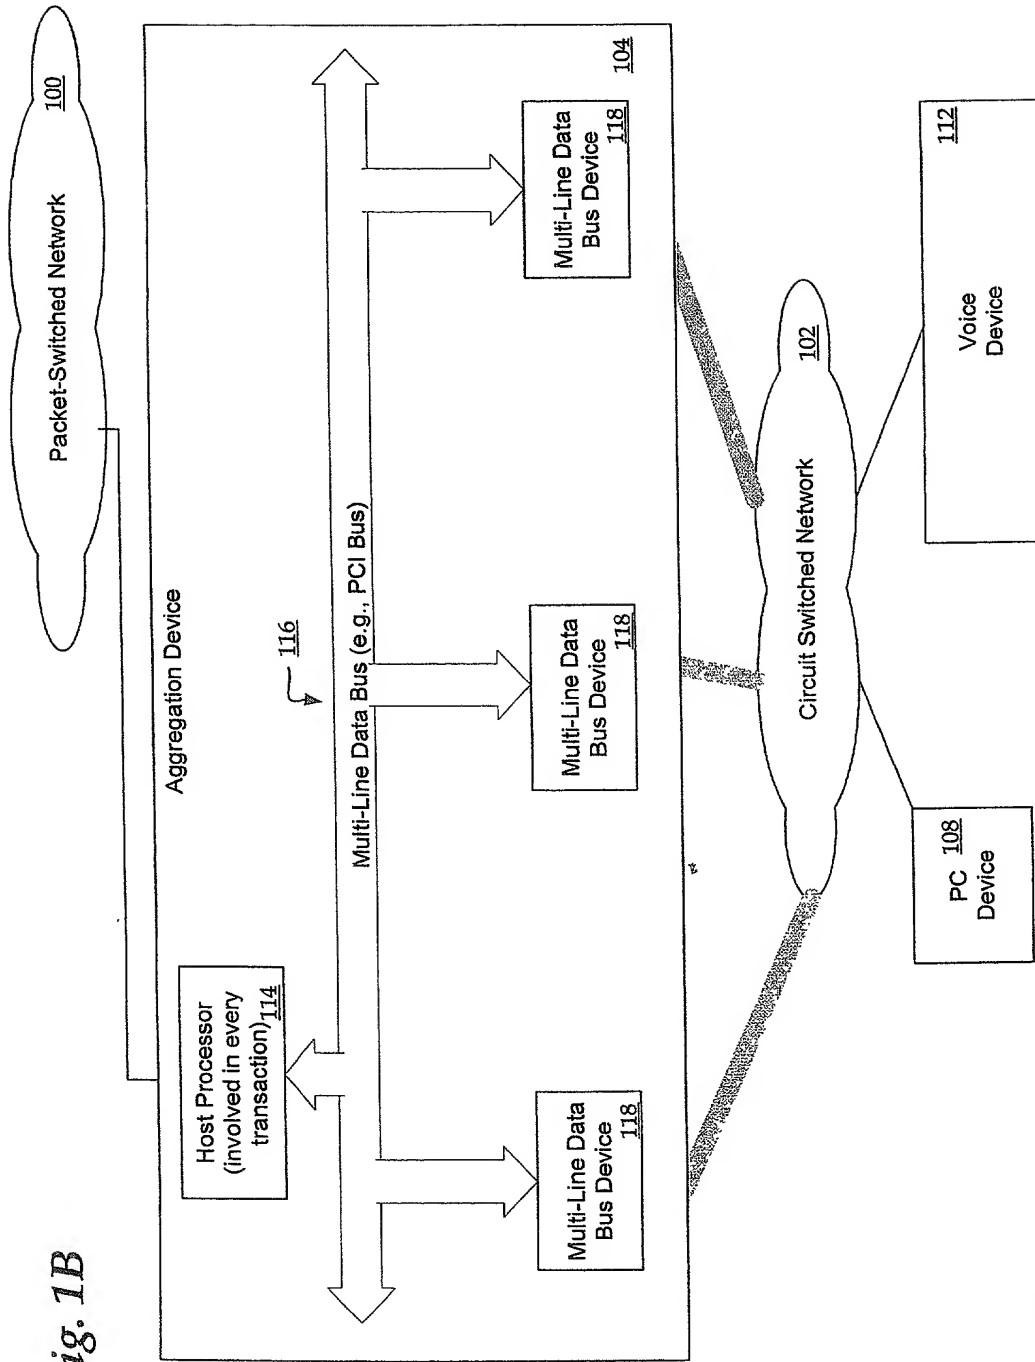 Packet-Switched Network
100
Aggregation Device
104
Host Processor
(involved in every
transaction)
114
116
Multi-Line Data Bus (e.g., PCI Bus)
Multi-Line Data
Bus Device
118
Multi-Line Data
Bus Device
118
Multi-Line Data
Bus Device
118
Circuit Switched Network
102
PC
Device
108
Voice
Device
112
ig. 1B